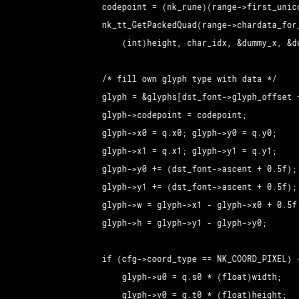 codepoint = (nk_rune)(range->first_unico
nk_tt_GetPackedQuad(range->chardata_for_
(int)height, char_idx, &dummy_x, &du
/* fill own glyph type with data */
glyph = &glyphs[dst_font->glyph_offset +
glyph->codepoint = codepoint;
glyph->x0 = q.x0; glyph->y0 = q.y0;
glyph->x1 = q.x1; glyph->y1 = q.y1;
glyph->y0 += (dst_font->ascent + 0.5f);
glyph->y1 += (dst_font->ascent + 0.5f);
glyph->w = glyph->x1 - glyph->x0 + 0.5f
glyph->h = glyph->y1 - glyph->y0;
if (cfg->coord_type == NK_COORD_PIXEL) {
glyph->u0 = q.s0 * (float)width;
glyph->v0 = q.t0 * (float)height;